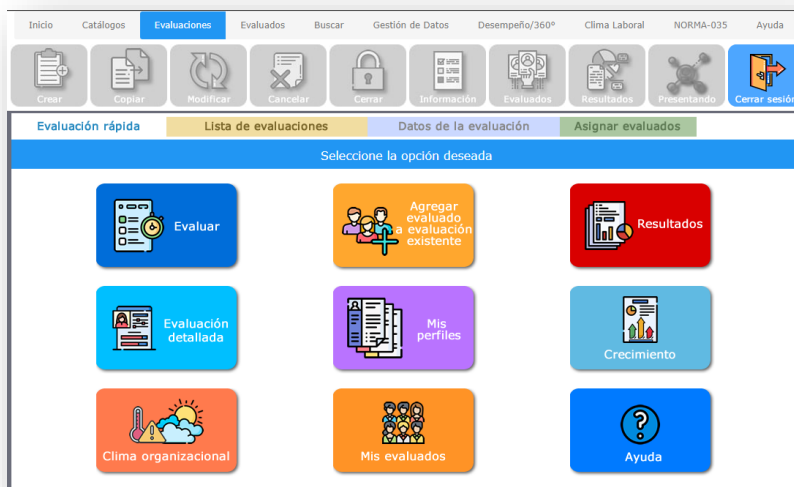 Inicio Catálogos Evaluaciones Evaluados Buscar Gestión de Datos Desempeño/360º Clima Laboral NORMA-035 Ayuda
Crear Copiar Modificar Cancelar Cerrar Información Evaluados Resultados Presentando Cerrar sesión
Evaluación rápida Lista de evaluaciones Datos de la evaluación Asignar evaluados
Seleccione la opción deseada
Evaluar
Agregar
evaluado
a evaluación
existente
Resultados
Evaluación
detallada
Mis
perfiles
Crecimiento
Clima organizacional
Mis evaluados
Ayuda